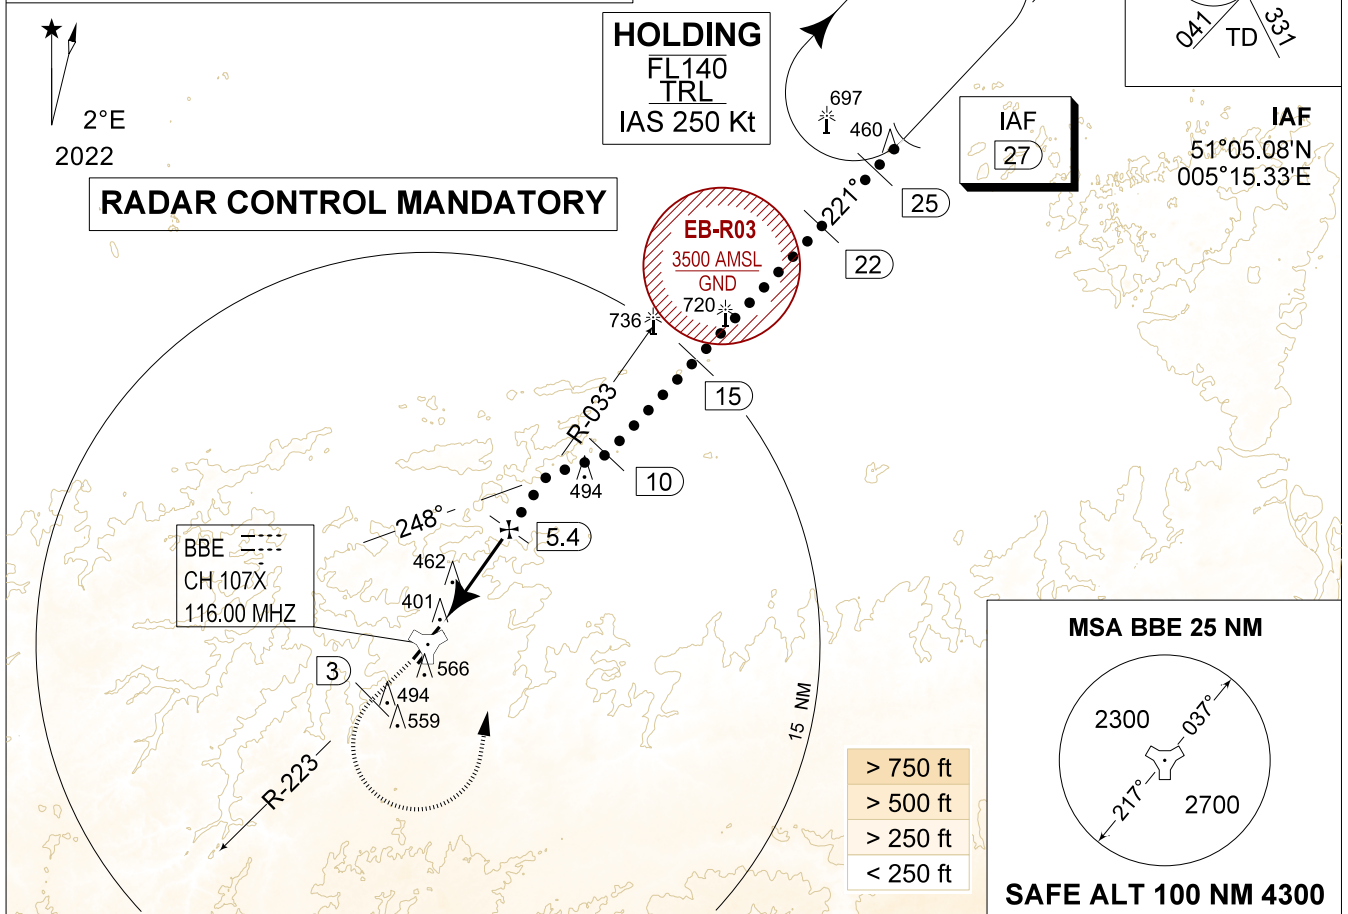 HOLDING
FL140
TRL
IAS 250 Kt
041
TD
331
2°E
2022
RADAR CONTROL MANDATORY
697
460
IAF
27
IAF
51°05.08'N
005°15.33'E
25
221°
22
EB-R03
3500 AMSL
GND
720
736
15
R-033
10
494
248°
5.4
BBE
CH 107X
116.00 MHZ
462
401
566
3
494
559
R-223
15 NM
> 750 ft
> 500 ft
> 250 ft
< 250 ft
MSA BBE 25 NM
2300
037°
217°
2700
SAFE ALT 100 NM 4300